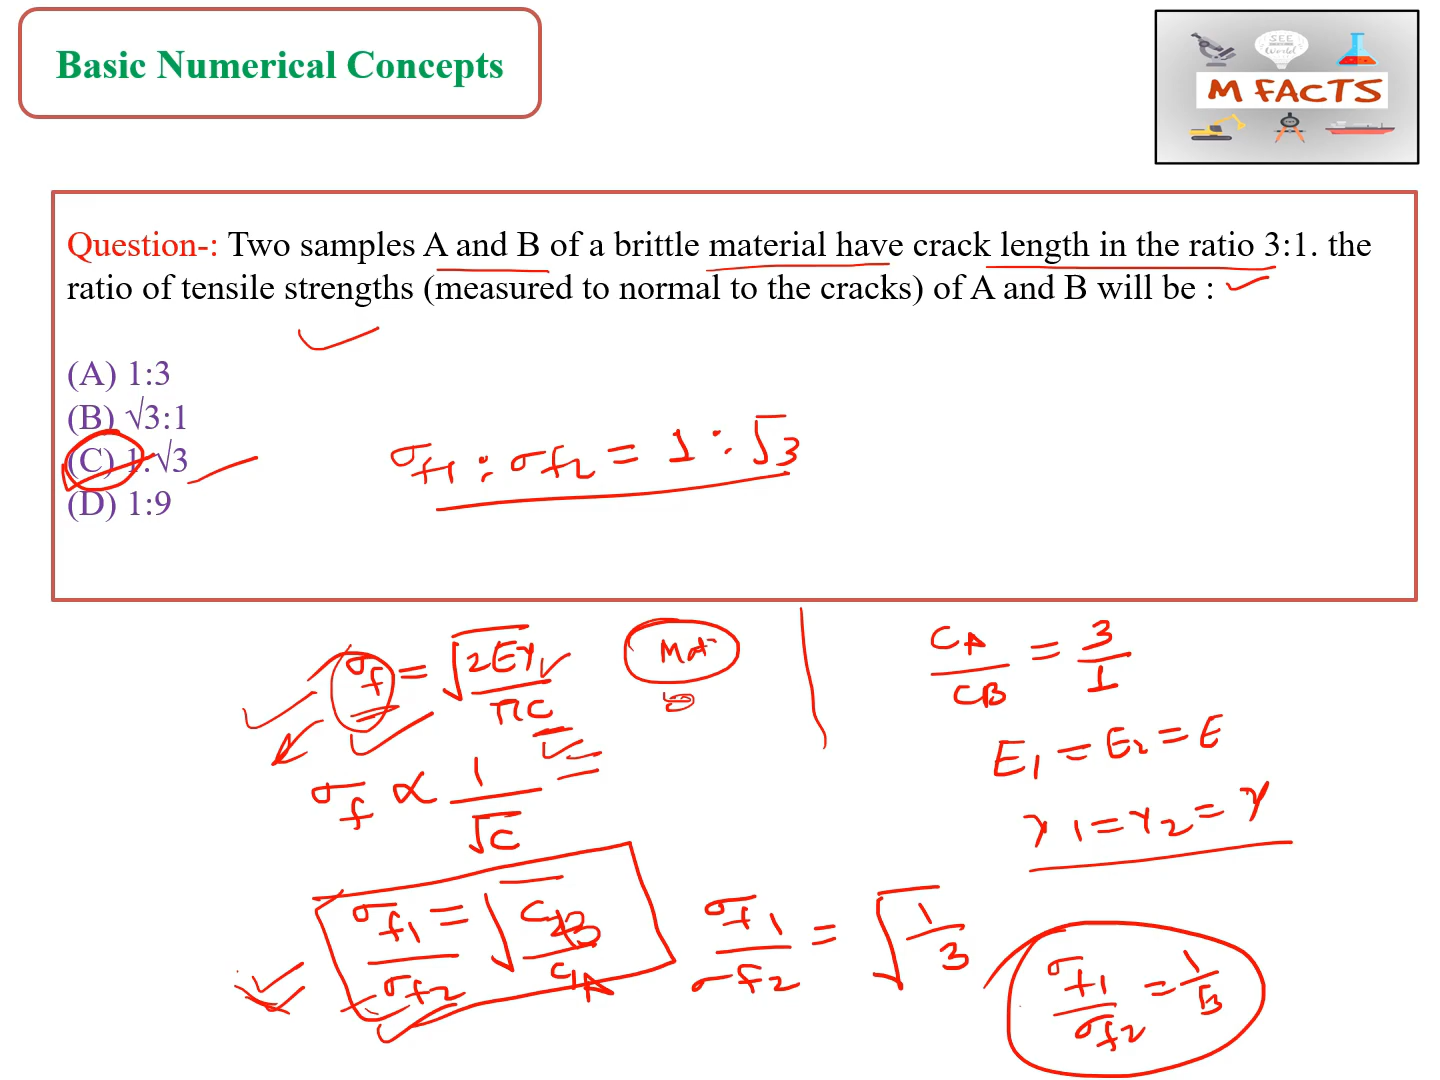 Basic Numerical Concepts
SEE
World
M FACTS
Question-: Two samples A and B of a brittle material have crack length in the ratio 3:1. the
ratio of tensile strengths (measured to normal to the cracks) of A and B will be :
(A) 1:3
(B) √3:1
(C) 1:√3
(D) 1:9
σf1 : σf2 = 1 : √3
σf = √(2Eγ/πC)
Mat
CA/CB = 3/1
E1 = E2 = E
σf ∝ 1/√C
γ1 = γ2 = γ
σf1/σf2 = √(CB/CA)
σf1/σf2 = √(1/3)
σf1/σf2 = 1/√3